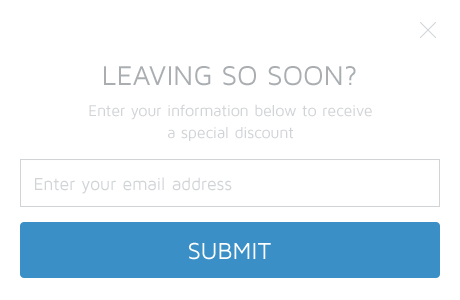 LEAVING SO SOON?
Enter your information below to receive
a special discount
Enter your email address
SUBMIT